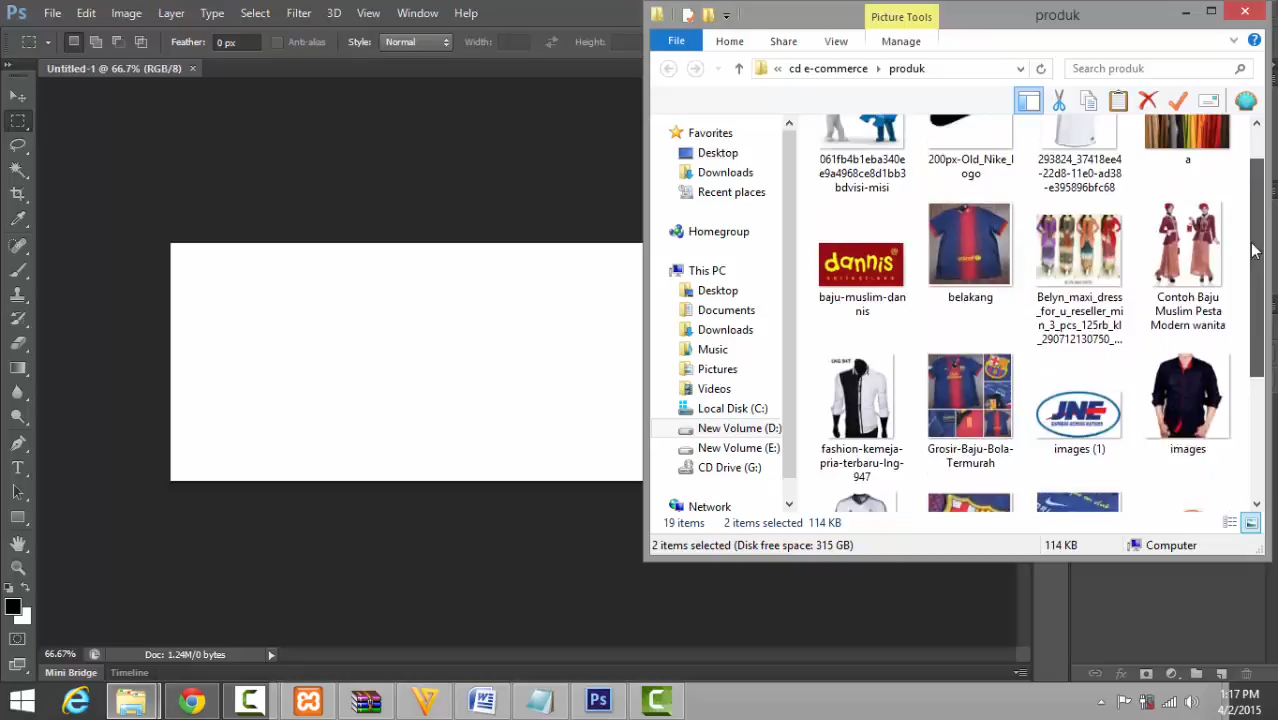 File Edit Image Layer Type Select Filter 3D View Window Help
Feather: 0 px Anti-alias Style: Normal Width: Height:
Untitled-1 @ 66.7% (RGB/8) ×
66.67% Doc: 1.24M/0 bytes
Mini Bridge Timeline
Picture Tools produk
File Home Share View Manage
« cd e-commerce produk Search produk
Favorites
Desktop
Downloads
Recent places
Homegroup
This PC
Desktop
Documents
Downloads
Music
Pictures
Videos
Local Disk (C:)
New Volume (D:)
New Volume (E:)
CD Drive (G:)
Network
061fb4b1eba340e
e9a4968ce8d1bb3
bdvisi-misi
200px-Old_Nike_l
ogo
293824_37418ee4
-22d8-11e0-ad38
-e395896bfc68
a
dannis
baju-muslim-dan
nis
belakang
Belyn_maxi_dress
_for_u_reseller_mi
n_3_pcs_125rb_kl
_290712130750_...
Contoh Baju
Muslim Pesta
Modern wanita
CKG 947
fashion-kemeja-
pria-terbaru-lng-
947
Grosir-Baju-Bola-
Termurah
JNE
images (1)
images
19 items 2 items selected 114 KB
2 items selected (Disk free space: 315 GB) 114 KB Computer
Ps
1:17 PM
4/2/2015